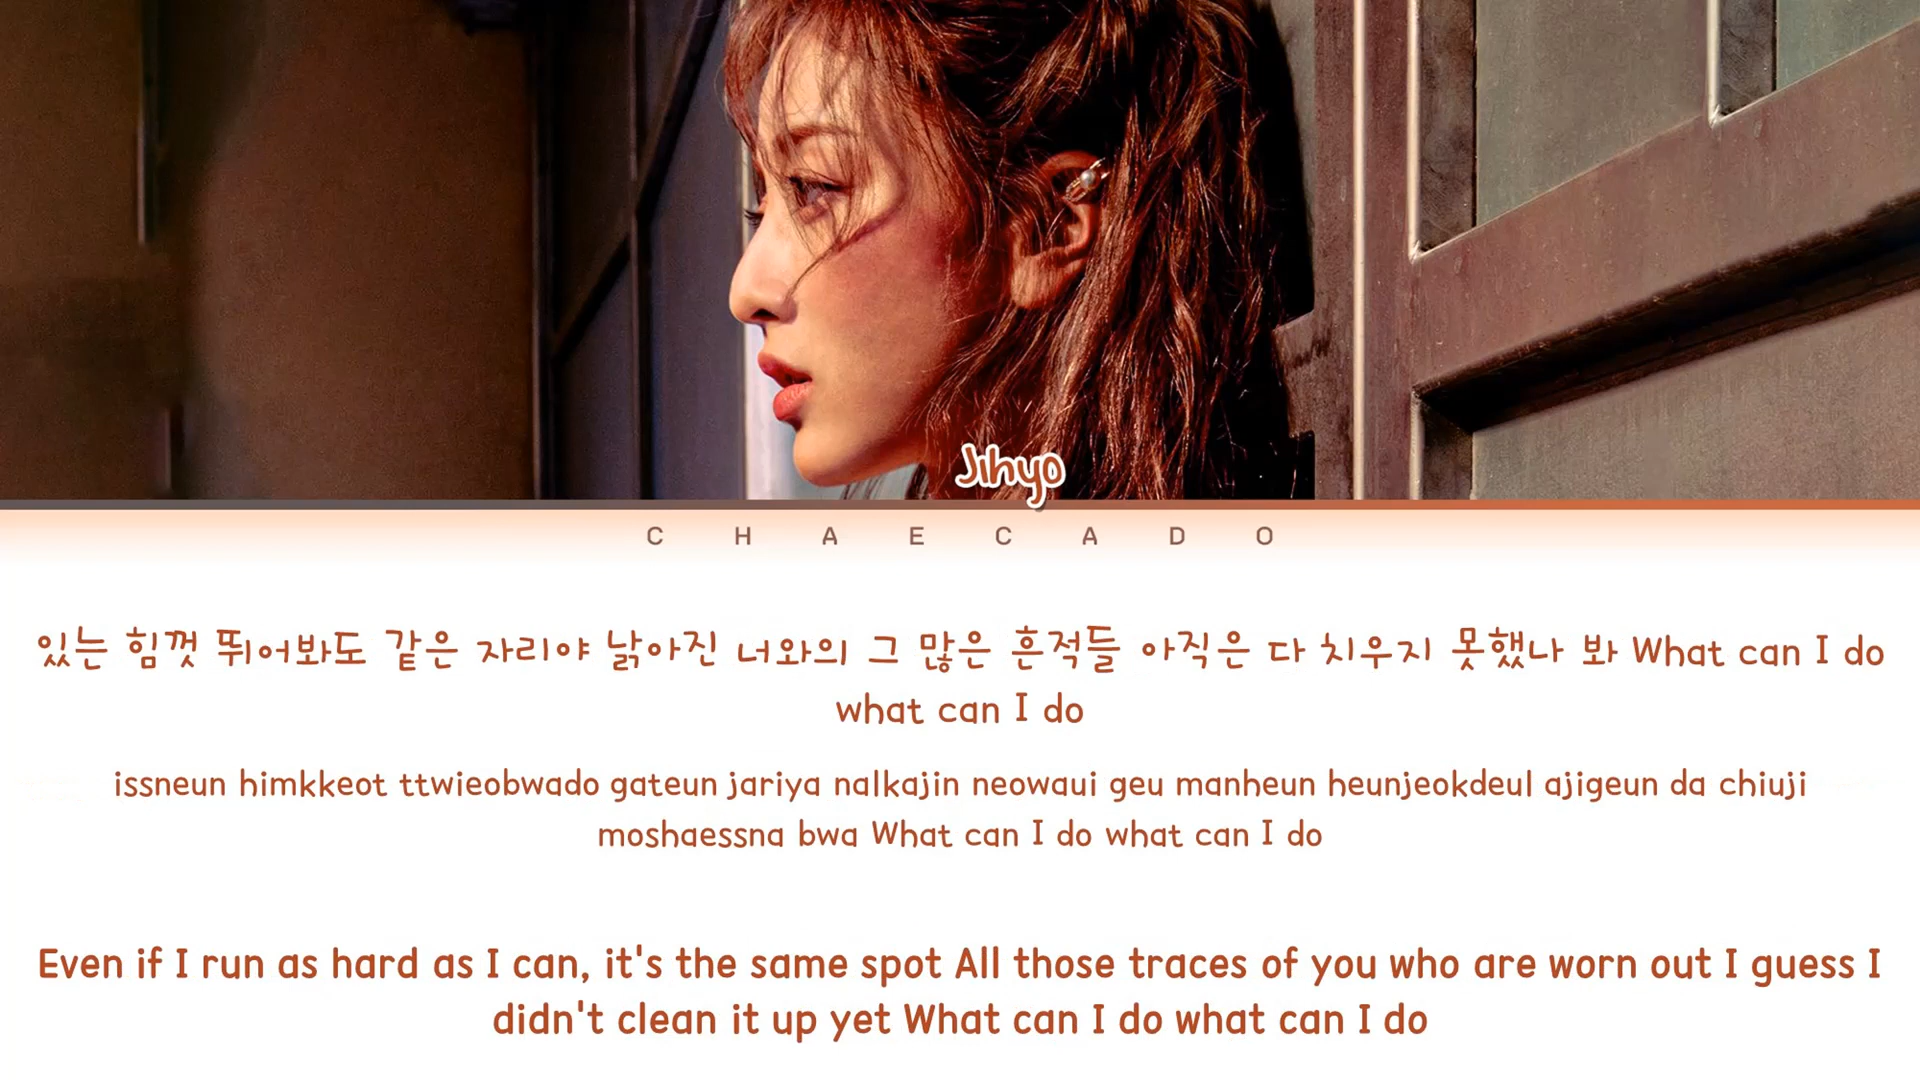 Jihyo
CHAECADO
있는 힘껏 뛰어봐도 같은 자리야 낡아진 너와의 그 많은 흔적들 아직은 다 치우지 못했나 봐 What can I do
what can I do
issneun himkkeot ttwieobwado gateun jariya nalkajin neowaui geu manheun heunjeokdeul ajigeun da chiuji
moshaessna bwa What can I do what can I do
Even if I run as hard as I can, it's the same spot All those traces of you who are worn out I guess I
didn't clean it up yet What can I do what can I do